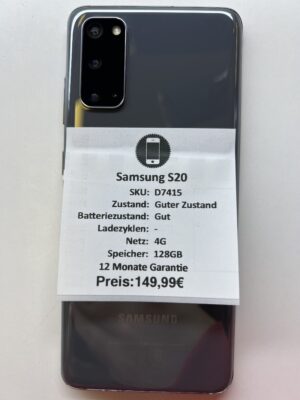 Samsung S20
SKU: D7415
Zustand: Guter Zustand
Batteriezustand: Gut
Ladezyklen: -
Netz: 4G
Speicher: 128GB
12 Monate Garantie
Preis:149,99€
SAMSUNG